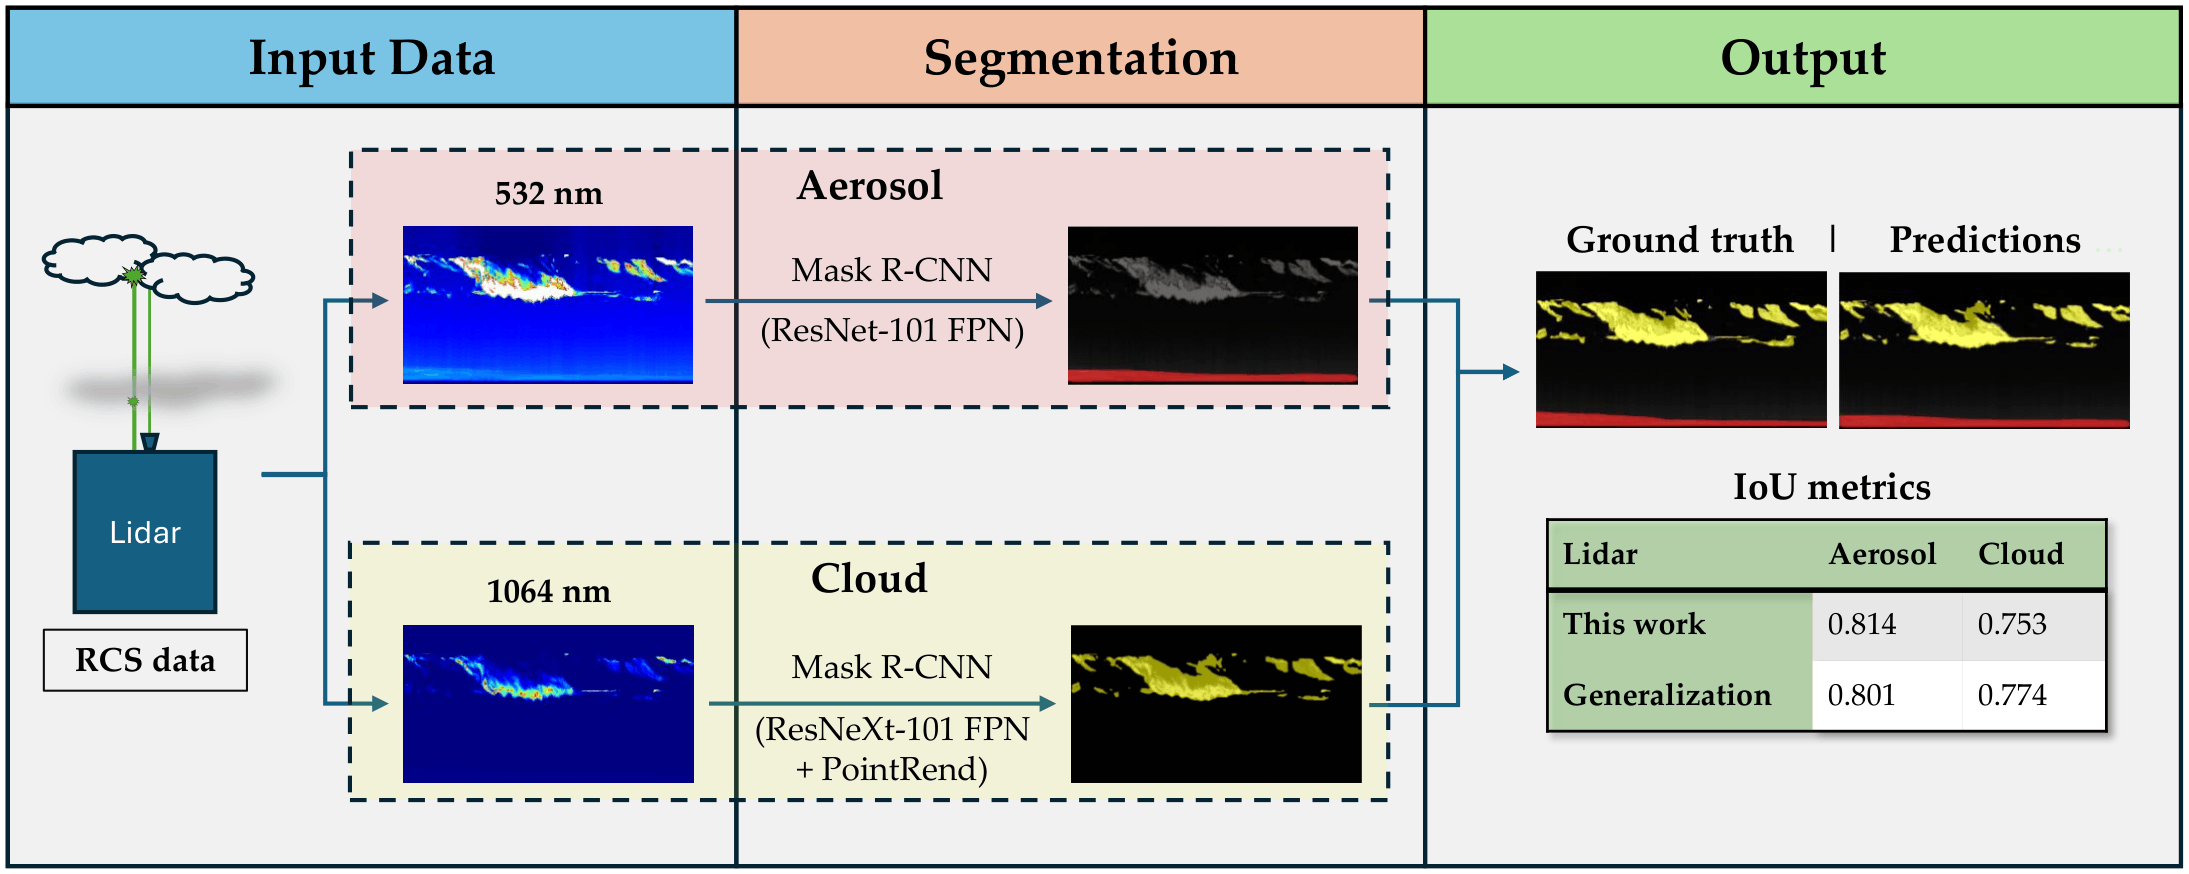 Input Data
Segmentation
Output
532 nm
Aerosol
Mask R-CNN
(ResNet-101 FPN)
Lidar
RCS data
1064 nm
Cloud
Mask R-CNN
(ResNeXt-101 FPN
+ PointRend)
Ground truth | Predictions ...
IoU metrics
Lidar Aerosol Cloud
This work 0.814 0.753
Generalization 0.801 0.774